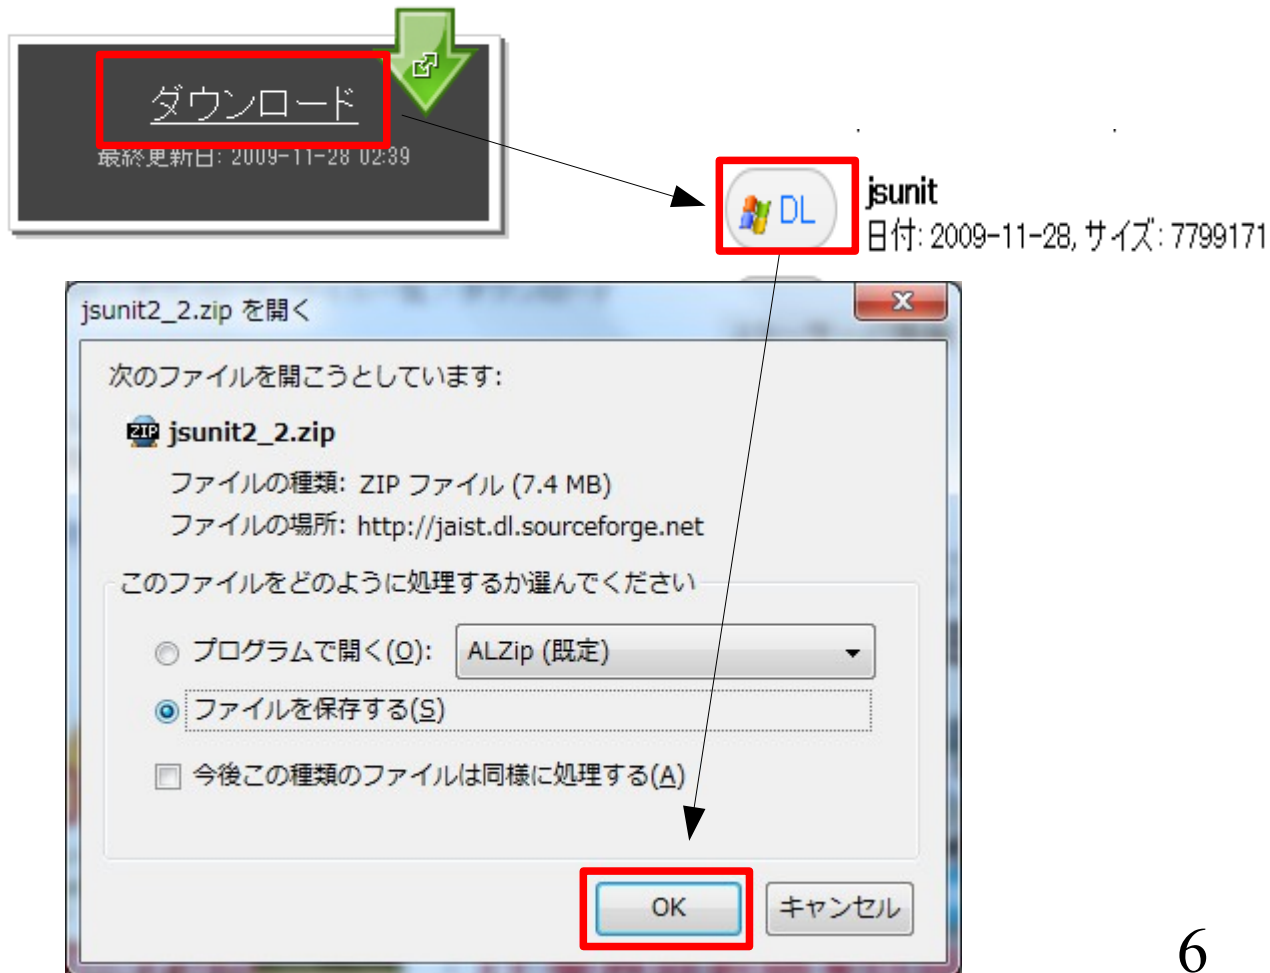 ダウンロード
最終更新日: 2009-11-28 02:39
DL
jsunit
日付: 2009-11-28, サイズ: 7799171
jsunit2_2.zip を開く
次のファイルを開こうとしています:
ZIP jsunit2_2.zip
ファイルの種類: ZIP ファイル (7.4 MB)
ファイルの場所: http://jaist.dl.sourceforge.net
このファイルをどのように処理するか選んでください
プログラムで開く(O): ALZip (既定)
ファイルを保存する(S)
今後この種類のファイルは同様に処理する(A)
OK キャンセル
6